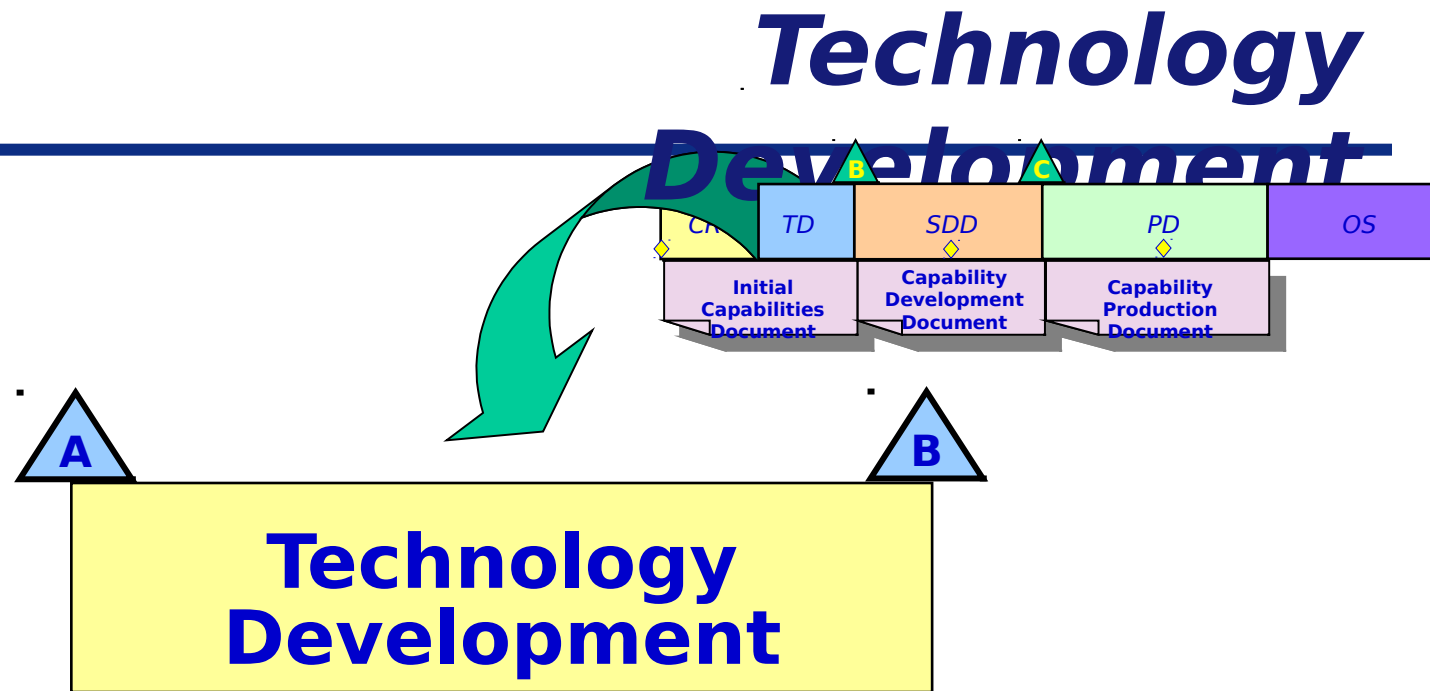 Technology
Development
B
C
CR
TD
SDD
PD
OS
Initial
Capabilities
Document
Capability
Development
Document
Capability
Production
Document
A
B
Technology
Development